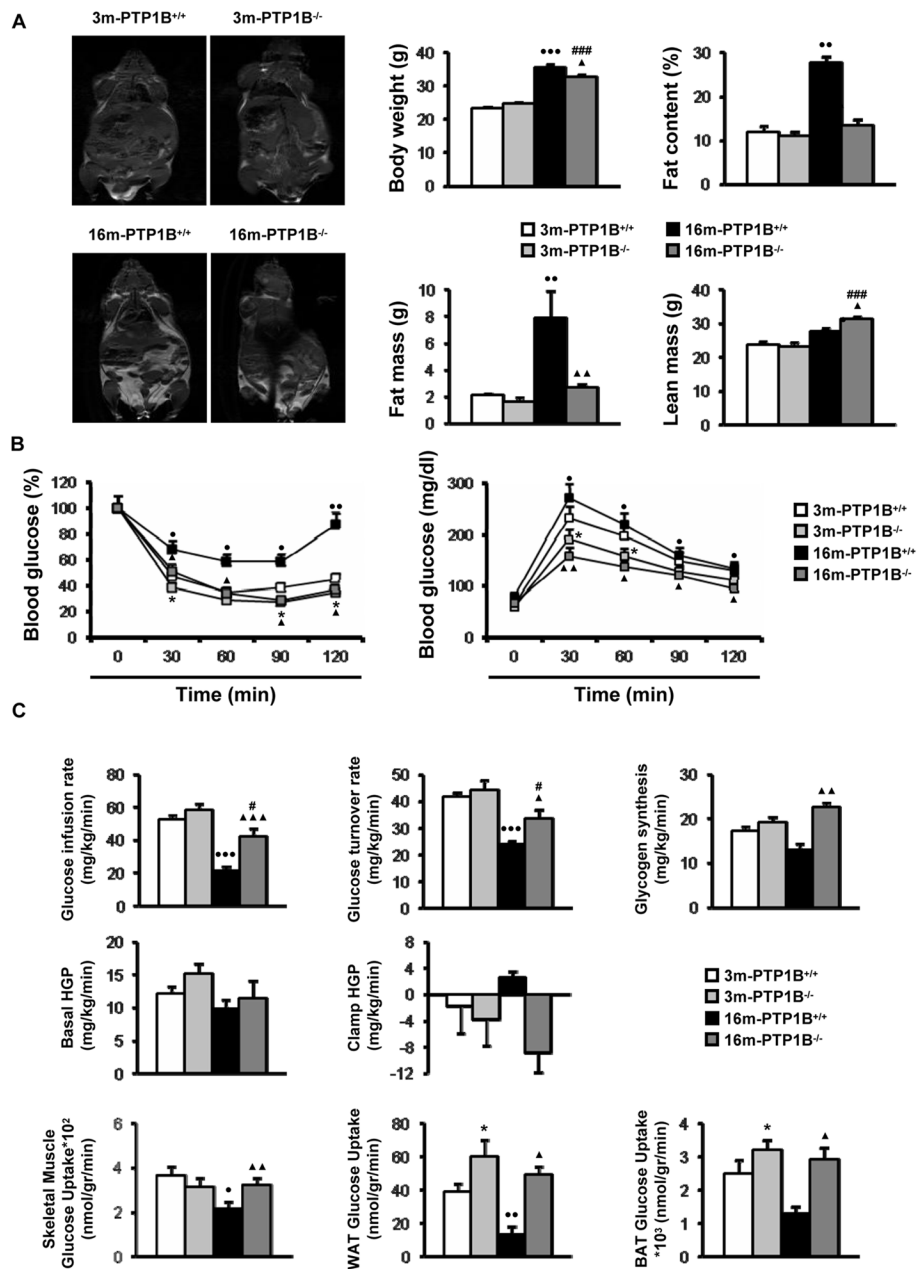 A
3m-PTP1B+/+ 3m-PTP1B-/-
16m-PTP1B+/+ 16m-PTP1B-/-
Body weight (g)
50
40
30
20
10
0
•••
###
▲
Fat content (%)
30
20
10
0
••
3m-PTP1B+/+ 16m-PTP1B+/+
3m-PTP1B-/- 16m-PTP1B-/-
Fat mass (g)
10
8
6
4
2
0
••
▲▲
Lean mass (g)
40
30
20
10
0
###
▲
B
Blood glucose (%)
120
100
80
60
40
20
0
• • • ••
▲ ▲
* * *
▲ ▲
0 30 60 90 120
Time (min)
Blood glucose (mg/dl)
300
200
100
0
• • • •
* *
▲▲ ▲ ▲ ▲
0 30 60 90 120
Time (min)
3m-PTP1B+/+
3m-PTP1B-/-
16m-PTP1B+/+
16m-PTP1B-/-
C
Glucose infusion rate
(mg/kg/min)
80
60
40
20
0
•••
#
▲▲▲
Glucose turnover rate
(mg/kg/min)
50
40
30
20
10
0
•••
#
▲
Glycogen synthesis
(mg/kg/min)
30
20
10
0
▲▲
Basal HGP
(mg/kg/min)
20
15
10
5
0
Clamp HGP
(mg/kg/min)
8
4
0
-4
-8
-12
3m-PTP1B+/+
3m-PTP1B-/-
16m-PTP1B+/+
16m-PTP1B-/-
Skeletal Muscle
Glucose Uptake*10²
(nmol/gr/min)
6
4
2
0
•
▲▲
WAT Glucose Uptake
(nmol/gr/min)
80
60
40
20
0
*
••
▲
BAT Glucose Uptake
*10³ (nmol/gr/min)
4
3
2
1
0
*
▲